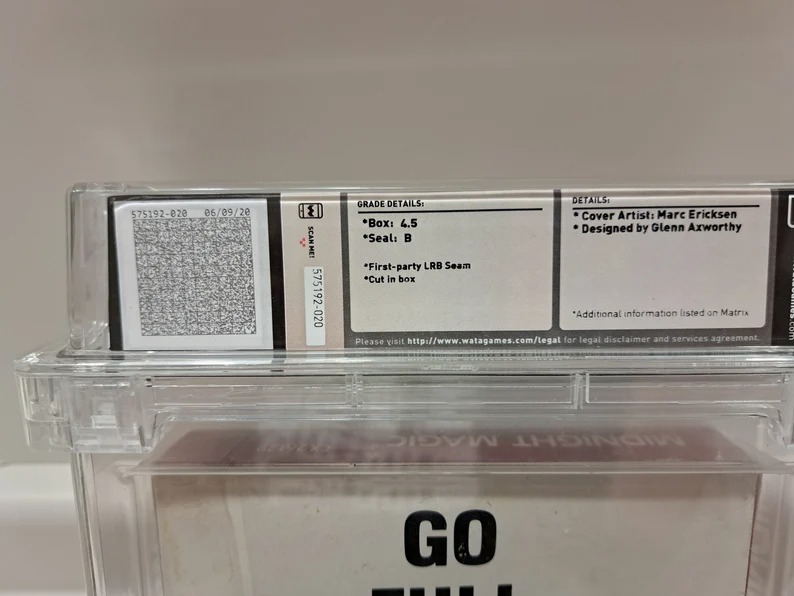 575192-020 06/09/20
SCAN ME!
575192-020
GRADE DETAILS:
*Box: 4.5
*Seal: B
*First-party LRB Seam
*Cut in box
DETAILS:
* Cover Artist: Marc Ericksen
* Designed by Glenn Axworthy
*Additional information listed on Matrix
Please visit http://www.watagames.com/legal for legal disclaimer and services agreement.
MIDNIGHT MAGIC
GO